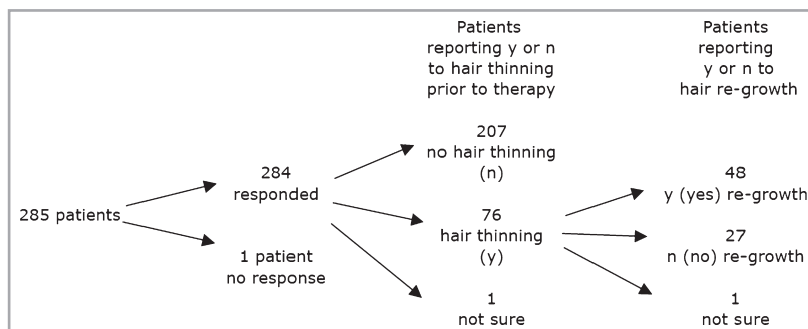 Patients
reporting y or n
to hair thinning
prior to therapy
Patients
reporting
y or n to
hair re-growth
207
no hair thinning
(n)
284
responded
48
y (yes) re-growth
285 patients
76
hair thinning
(y)
27
n (no) re-growth
1 patient
no response
1
not sure
1
not sure